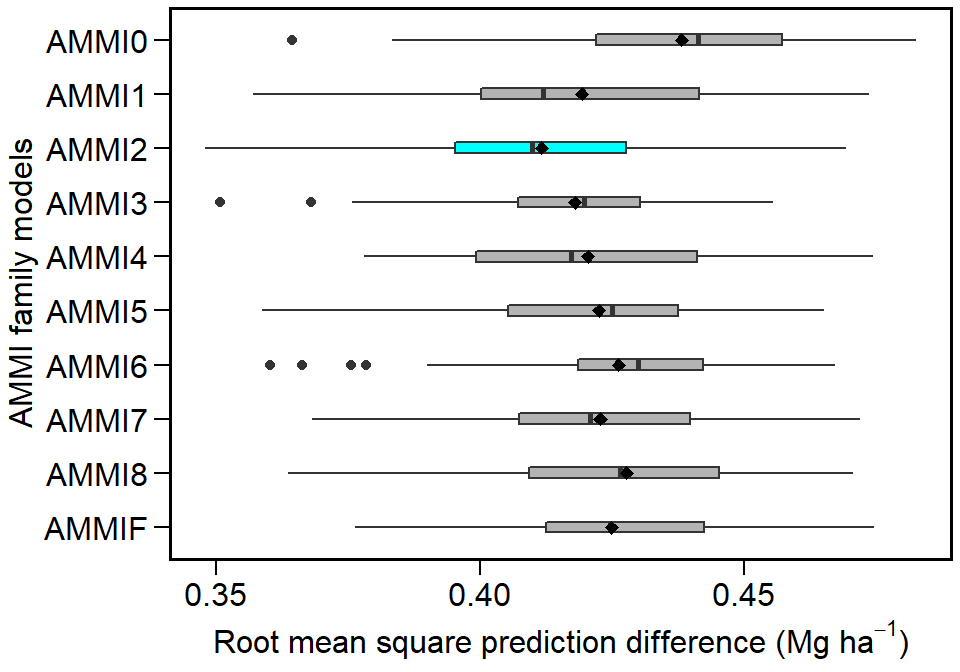 AMMI family models
AMMI0
AMMI1
AMMI2
AMMI3
AMMI4
AMMI5
AMMI6
AMMI7
AMMI8
AMMIF
0.35 0.40 0.45
Root mean square prediction difference (Mg ha⁻¹)